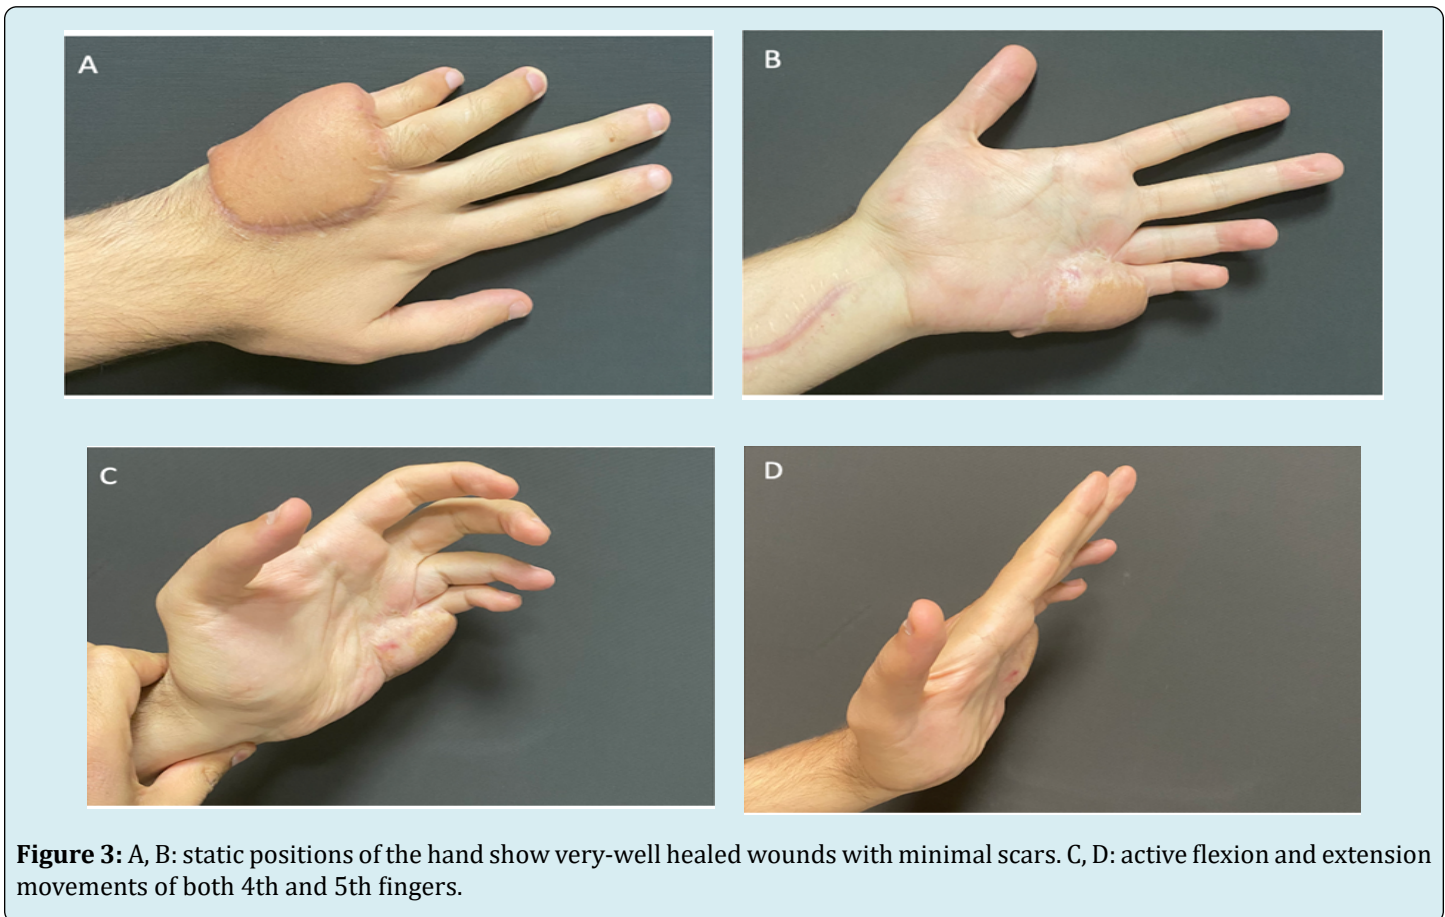 A
B
C
D
Figure 3: A, B: static positions of the hand show very-well healed wounds with minimal scars. C, D: active flexion and extension
movements of both 4th and 5th fingers.